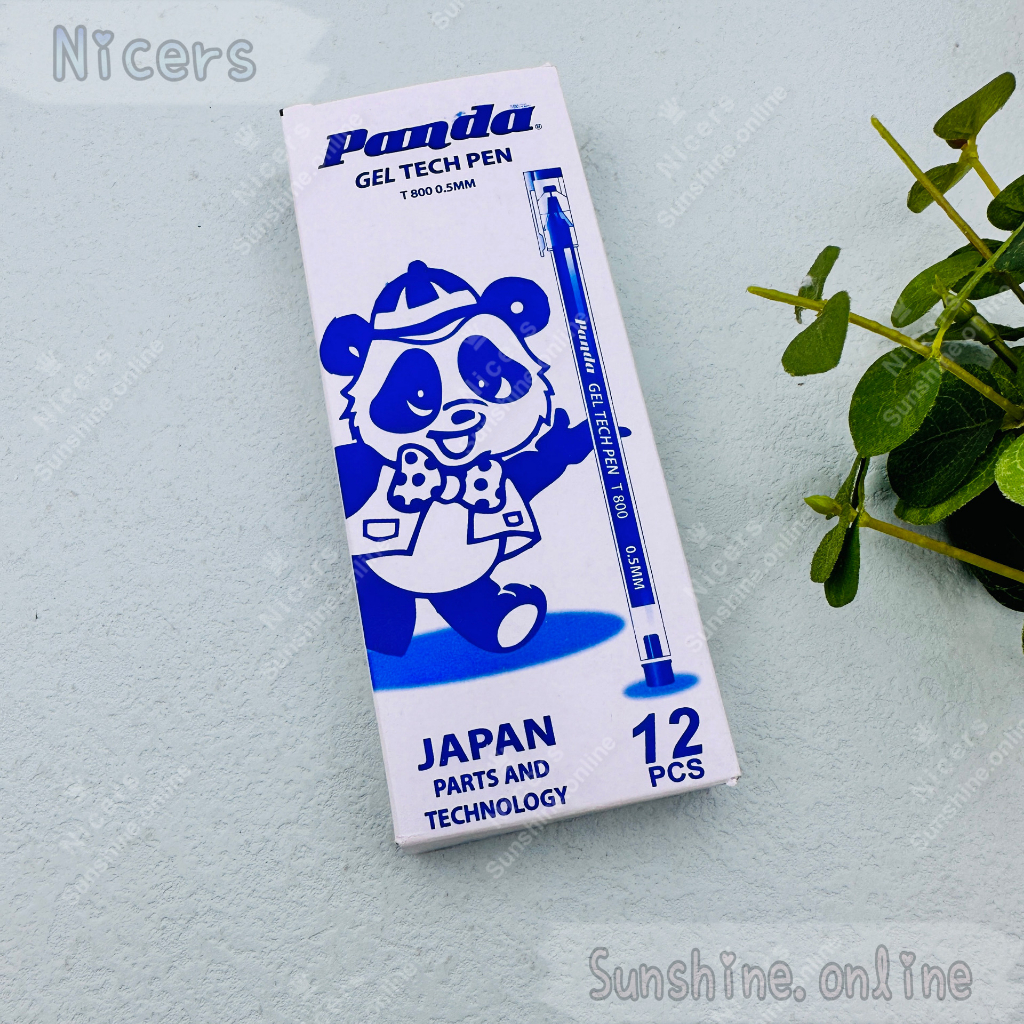 Nicers
Panda®
GEL TECH PEN
T 800 0.5MM
Panda GEL TECH PEN T 800 0.5MM
JAPAN
PARTS AND
TECHNOLOGY
12
PCS
Sunshine.online